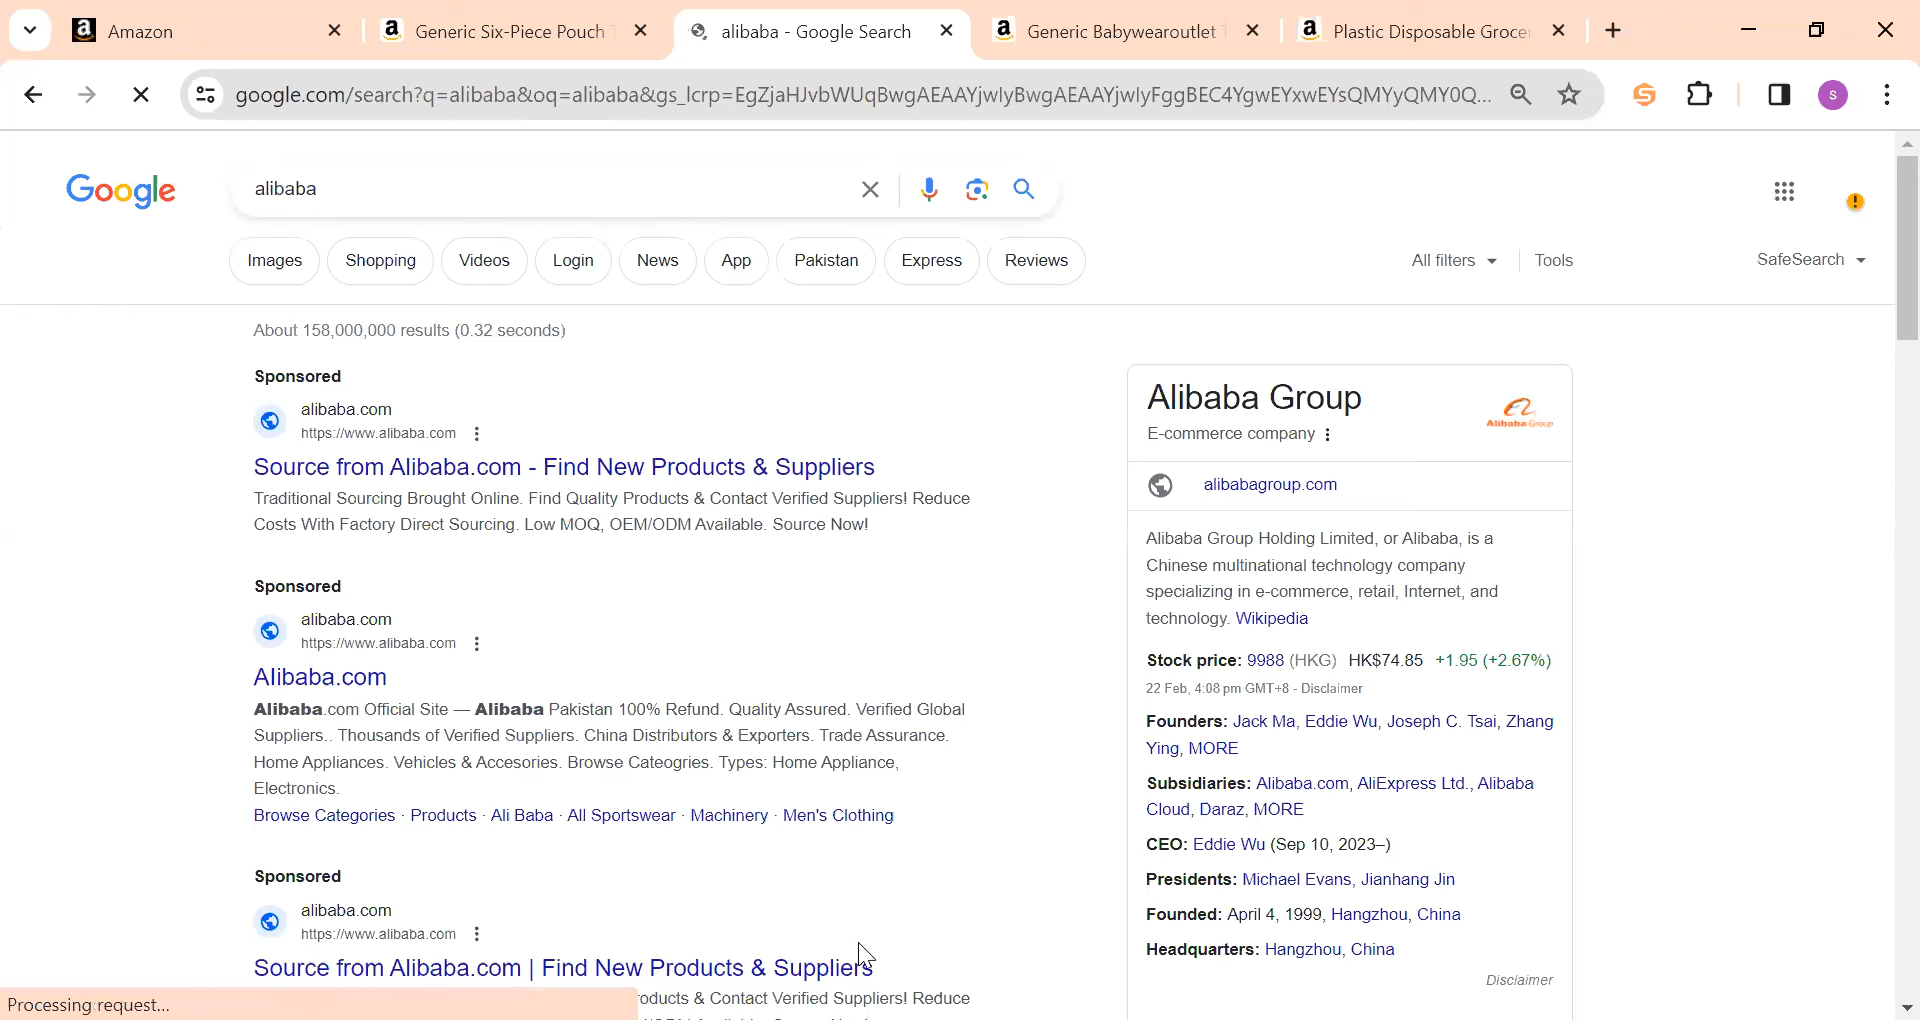 Amazon
Generic Six-Piece Pouch
alibaba - Google Search
Generic Babywearoutlet
Plastic Disposable Grocer
google.com/search?q=alibaba&oq=alibaba&gs_lcrp=EgZjaHJvbWUqBwgAEAAYjwIyBwgAEAAYjwIyFggBEC4YgwEYxwEYsQMYyQMY0Q...
S
Google
alibaba
Images
Shopping
Videos
Login
News
App
Pakistan
Express
Reviews
All filters
Tools
SafeSearch
About 158,000,000 results (0.32 seconds)
Sponsored
alibaba.com
https://www.alibaba.com
Source from Alibaba.com - Find New Products & Suppliers
Traditional Sourcing Brought Online. Find Quality Products & Contact Verified Suppliers! Reduce
Costs With Factory Direct Sourcing. Low MOQ, OEM/ODM Available. Source Now!
Sponsored
alibaba.com
https://www.alibaba.com
Alibaba.com
Alibaba.com Official Site — Alibaba Pakistan 100% Refund. Quality Assured. Verified Global
Suppliers.. Thousands of Verified Suppliers. China Distributors & Exporters. Trade Assurance.
Home Appliances. Vehicles & Accesories. Browse Cateogries. Types: Home Appliance,
Electronics.
Browse Categories · Products · Ali Baba · All Sportswear · Machinery · Men's Clothing
Sponsored
alibaba.com
https://www.alibaba.com
Source from Alibaba.com | Find New Products & Suppliers
roducts & Contact Verified Suppliers! Reduce
Processing request...
Alibaba Group
Alibaba Group
E-commerce company
alibabagroup.com
Alibaba Group Holding Limited, or Alibaba, is a
Chinese multinational technology company
specializing in e-commerce, retail, Internet, and
technology. Wikipedia
Stock price: 9988 (HKG) HK$74.85 +1.95 (+2.67%)
22 Feb, 4:08 pm GMT+8 - Disclaimer
Founders: Jack Ma, Eddie Wu, Joseph C. Tsai, Zhang
Ying, MORE
Subsidiaries: Alibaba.com, AliExpress Ltd., Alibaba
Cloud, Daraz, MORE
CEO: Eddie Wu (Sep 10, 2023–)
Presidents: Michael Evans, Jianhang Jin
Founded: April 4, 1999, Hangzhou, China
Headquarters: Hangzhou, China
Disclaimer